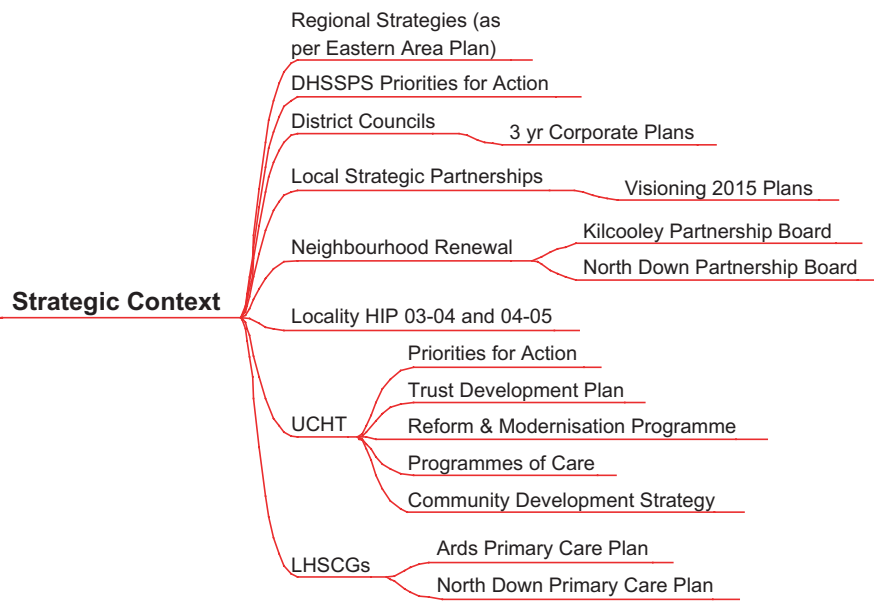 Strategic Context
Regional Strategies (as
per Eastern Area Plan)
DHSSPS Priorities for Action
District Councils
3 yr Corporate Plans
Local Strategic Partnerships
Visioning 2015 Plans
Neighbourhood Renewal
Kilcooley Partnership Board
North Down Partnership Board
Locality HIP 03-04 and 04-05
UCHT
Priorities for Action
Trust Development Plan
Reform & Modernisation Programme
Programmes of Care
Community Development Strategy
LHSCGs
Ards Primary Care Plan
North Down Primary Care Plan